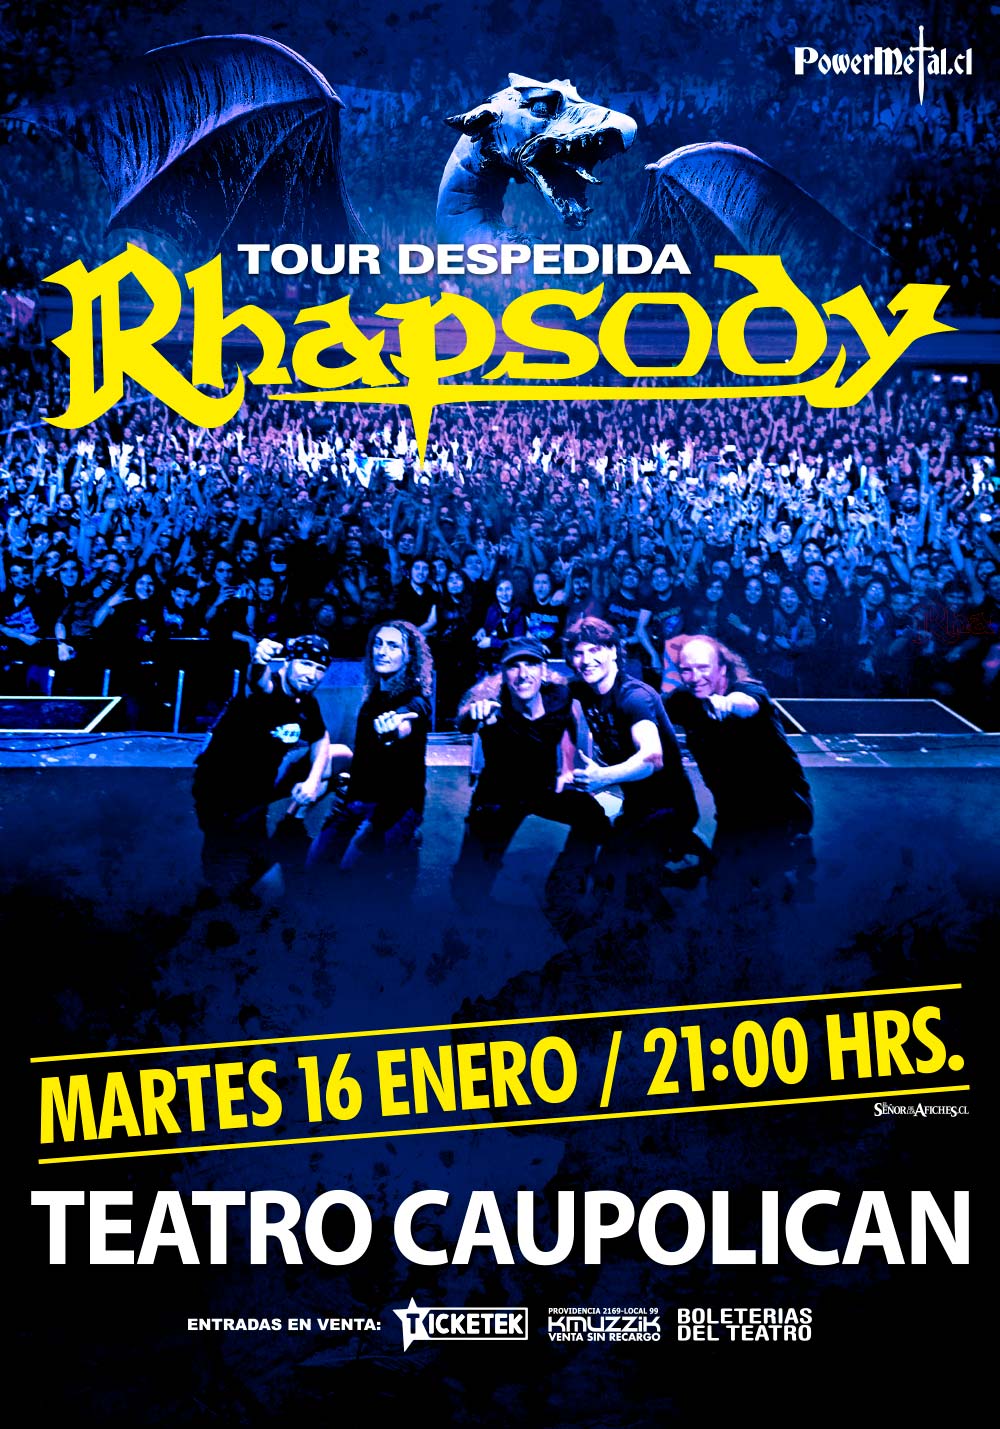 PowerMetal.cl
TOUR DESPEDIDA
Rhapsody
MARTES 16 ENERO / 21:00 HRS.
SEÑOR DE LOS AFICHES.CL
TEATRO CAUPOLICAN
ENTRADAS EN VENTA:
TICKETEK
PROVIDENCIA 2169-LOCAL 99
KMUZZIK
VENTA SIN RECARGO
BOLETERIAS
DEL TEATRO